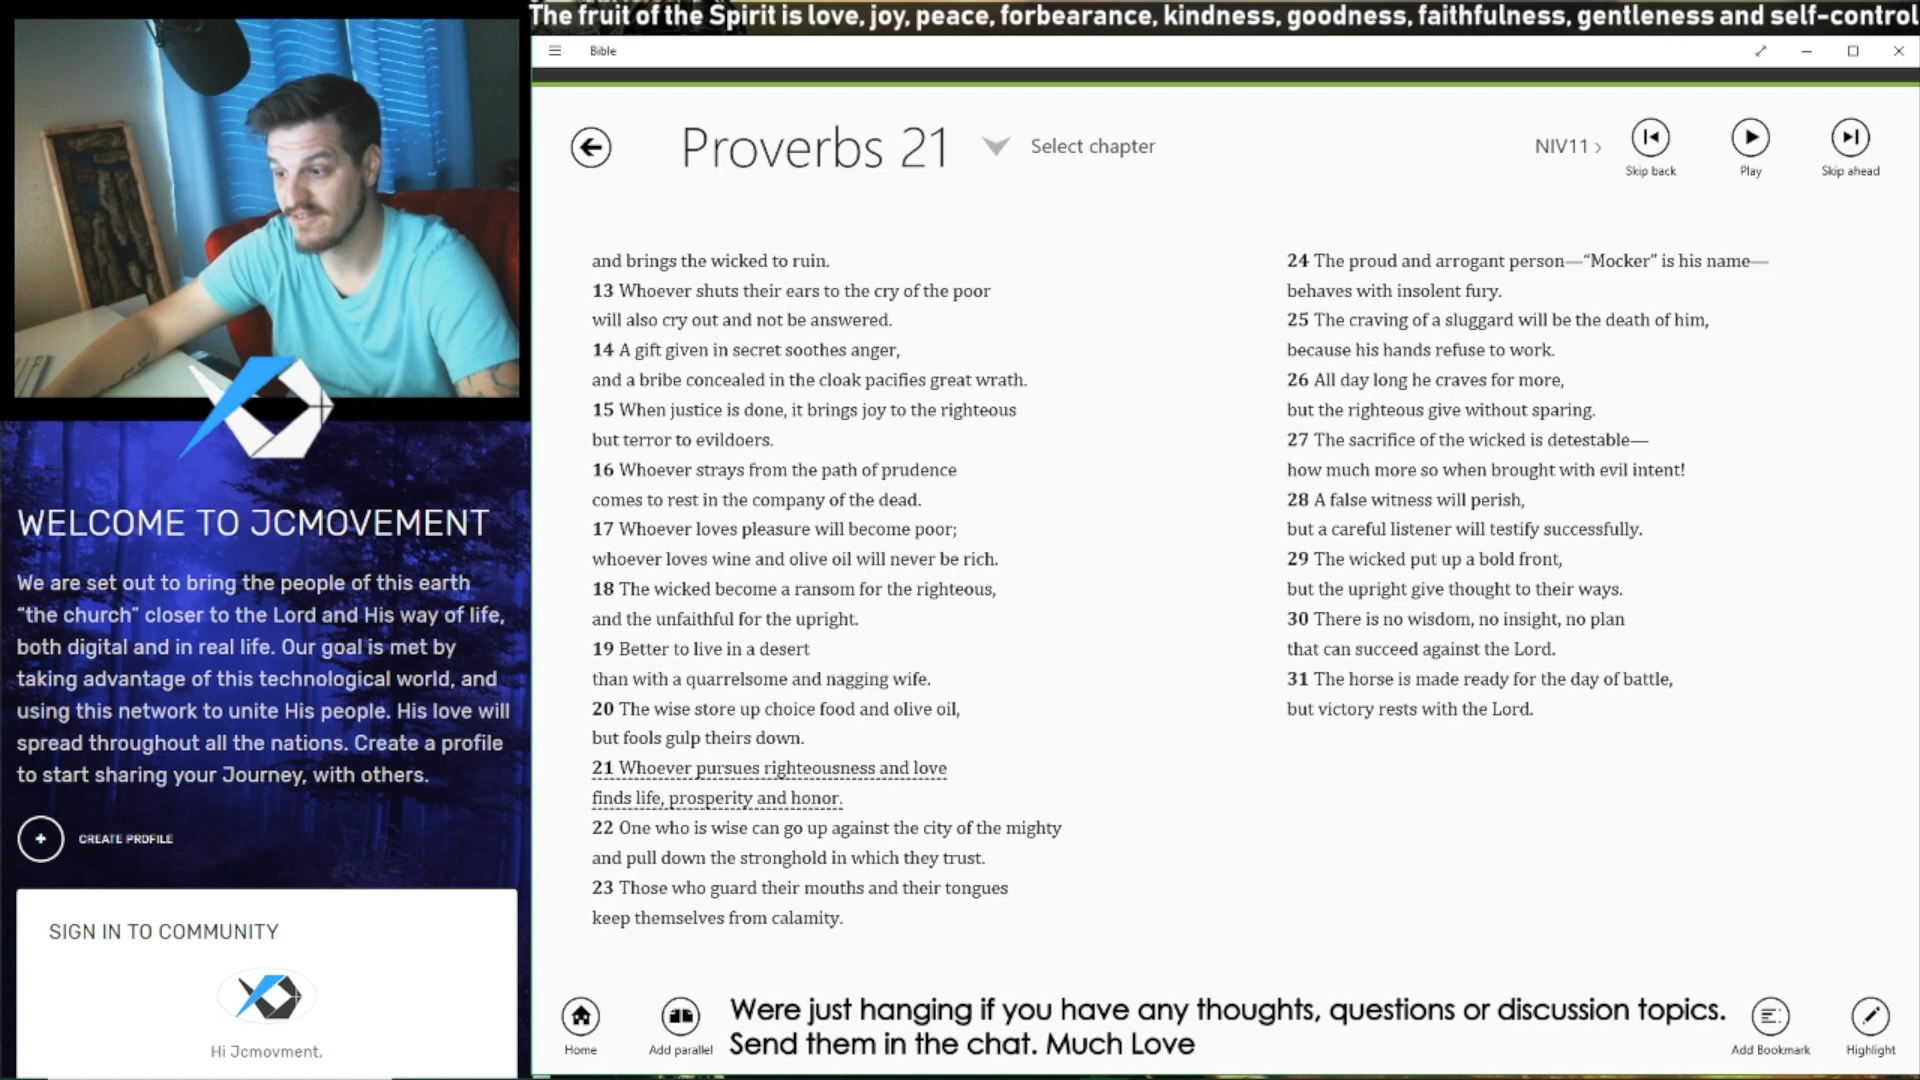 The fruit of the Spirit is love, joy, peace, forbearance, kindness, goodness, faithfulness, gentleness and self-control
Bible
Proverbs 21
Select chapter
NIV11
Skip back
Play
Skip ahead
and brings the wicked to ruin.
13 Whoever shuts their ears to the cry of the poor
will also cry out and not be answered.
14 A gift given in secret soothes anger,
and a bribe concealed in the cloak pacifies great wrath.
15 When justice is done, it brings joy to the righteous
but terror to evildoers.
16 Whoever strays from the path of prudence
comes to rest in the company of the dead.
17 Whoever loves pleasure will become poor;
whoever loves wine and olive oil will never be rich.
18 The wicked become a ransom for the righteous,
and the unfaithful for the upright.
19 Better to live in a desert
than with a quarrelsome and nagging wife.
20 The wise store up choice food and olive oil,
but fools gulp theirs down.
21 Whoever pursues righteousness and love
finds life, prosperity and honor.
22 One who is wise can go up against the city of the mighty
and pull down the stronghold in which they trust.
23 Those who guard their mouths and their tongues
keep themselves from calamity.
24 The proud and arrogant person—“Mocker” is his name—
behaves with insolent fury.
25 The craving of a sluggard will be the death of him,
because his hands refuse to work.
26 All day long he craves for more,
but the righteous give without sparing.
27 The sacrifice of the wicked is detestable—
how much more so when brought with evil intent!
28 A false witness will perish,
but a careful listener will testify successfully.
29 The wicked put up a bold front,
but the upright give thought to their ways.
30 There is no wisdom, no insight, no plan
that can succeed against the Lord.
31 The horse is made ready for the day of battle,
but victory rests with the Lord.
WELCOME TO JCMOVEMENT
We are set out to bring the people of this earth
“the church” closer to the Lord and His way of life,
both digital and in real life. Our goal is met by
taking advantage of this technological world, and
using this network to unite His people. His love will
spread throughout all the nations. Create a profile
to start sharing your Journey, with others.
CREATE PROFILE
SIGN IN TO COMMUNITY
Hi Jcmovment,
Home
Add parallel
Were just hanging if you have any thoughts, questions or discussion topics.
Send them in the chat. Much Love
Add Bookmark
Highlight